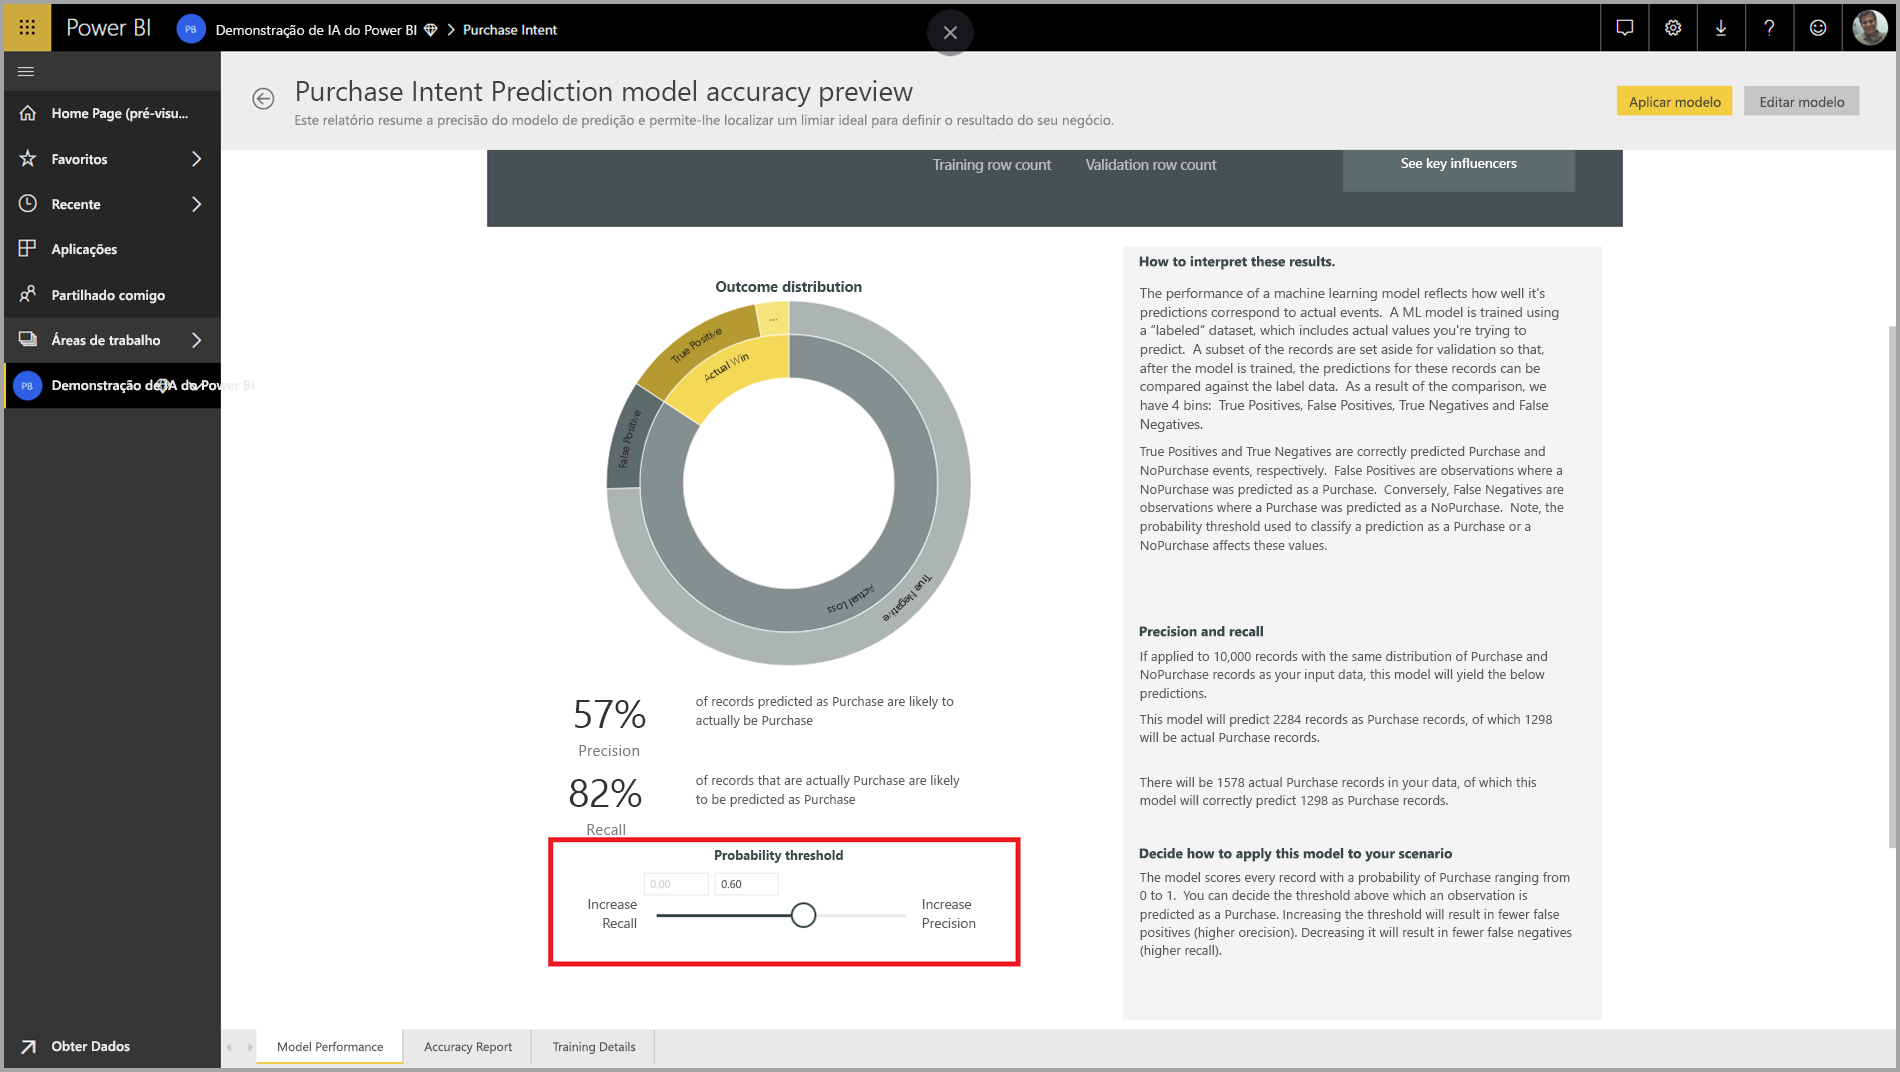 Power BI
PB
Demonstração de IA do Power BI
Purchase Intent
?
Home Page (pré-visu...
Favoritos
Recente
Aplicações
Partilhado comigo
Áreas de trabalho
PB
Demonstração de IA do Power BI
Obter Dados
Purchase Intent Prediction model accuracy preview
Este relatório resume a precisão do modelo de predição e permite-lhe localizar um limiar ideal para definir o resultado do seu negócio.
Aplicar modelo
Editar modelo
Training row count
Validation row count
See key influencers
Outcome distribution
...
True Positive
Actual Win
False Positive
Actual Loss
True Negative
57%
Precision
of records predicted as Purchase are likely to
actually be Purchase
82%
Recall
of records that are actually Purchase are likely
to be predicted as Purchase
Probability threshold
0.00
0.60
Increase
Recall
Increase
Precision
How to interpret these results.
The performance of a machine learning model reflects how well it's
predictions correspond to actual events. A ML model is trained using
a “labeled” dataset, which includes actual values you're trying to
predict. A subset of the records are set aside for validation so that,
after the model is trained, the predictions for these records can be
compared against the label data. As a result of the comparison, we
have 4 bins: True Positives, False Positives, True Negatives and False
Negatives.
True Positives and True Negatives are correctly predicted Purchase and
NoPurchase events, respectively. False Positives are observations where a
NoPurchase was predicted as a Purchase. Conversely, False Negatives are
observations where a Purchase was predicted as a NoPurchase. Note, the
probability threshold used to classify a prediction as a Purchase or a
NoPurchase affects these values.
Precision and recall
If applied to 10,000 records with the same distribution of Purchase and
NoPurchase records as your input data, this model will yield the below
predictions.
This model will predict 2284 records as Purchase records, of which 1298
will be actual Purchase records.
There will be 1578 actual Purchase records in your data, of which this
model will correctly predict 1298 as Purchase records.
Decide how to apply this model to your scenario
The model scores every record with a probability of Purchase ranging from
0 to 1. You can decide the threshold above which an observation is
predicted as a Purchase. Increasing the threshold will result in fewer false
positives (higher orecision). Decreasing it will result in fewer false negatives
(higher recall).
Model Performance
Accuracy Report
Training Details